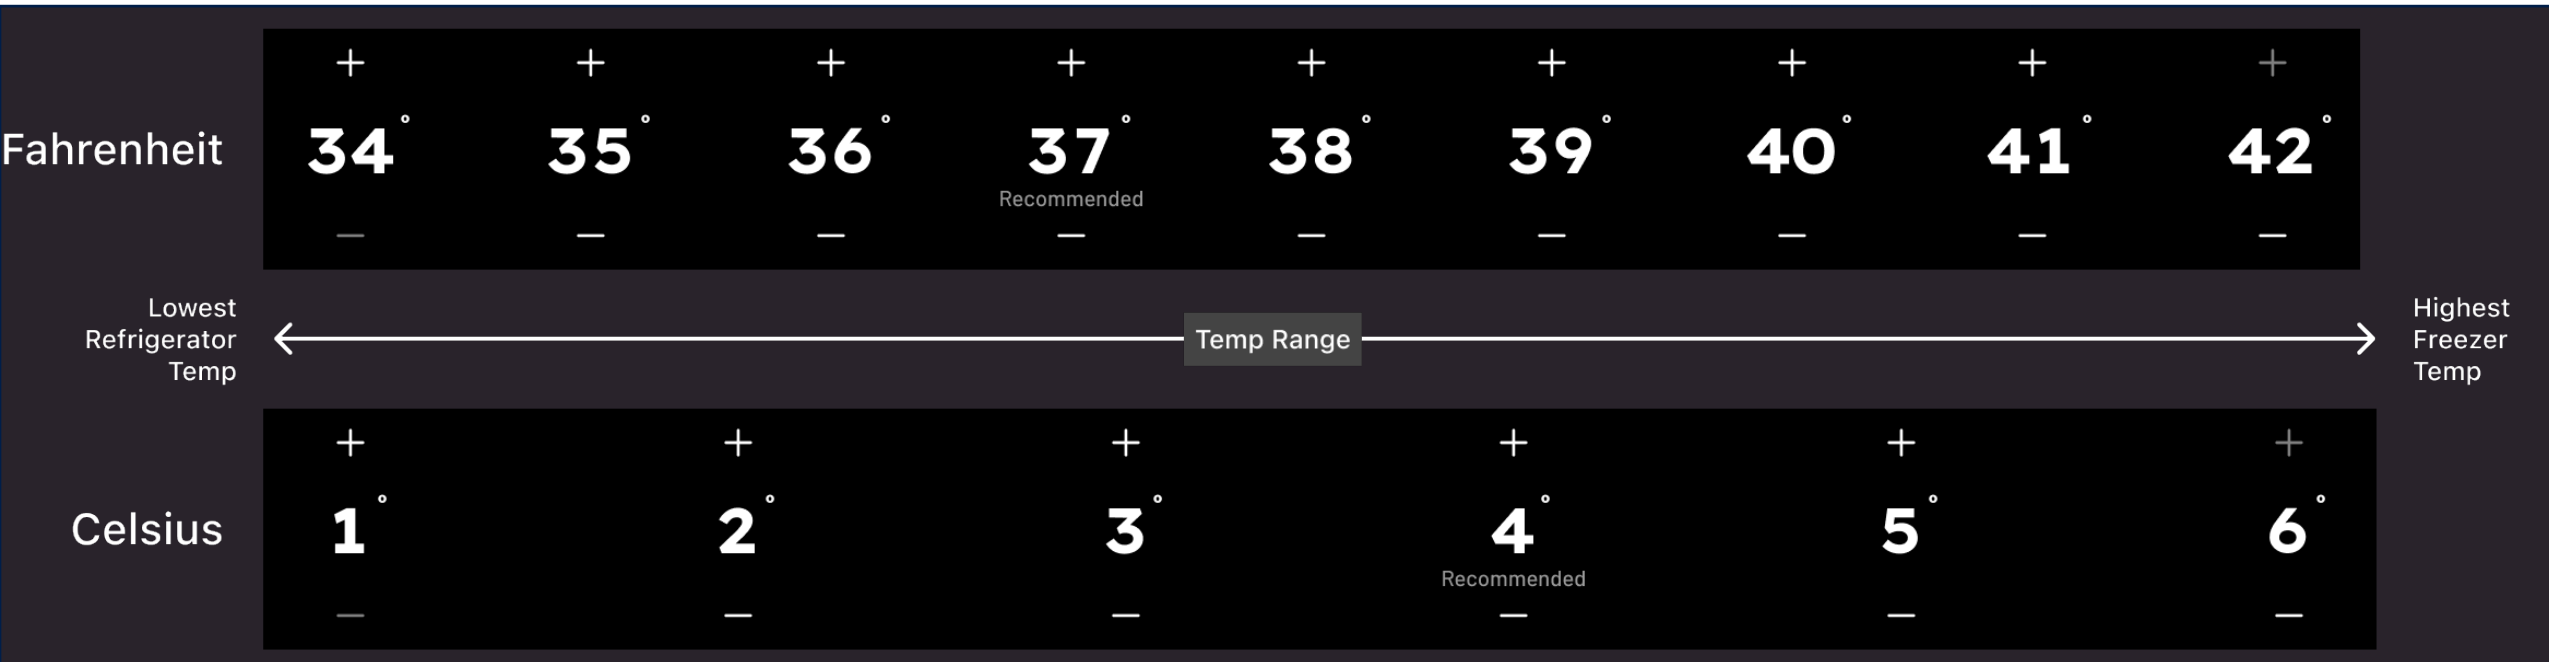 + + + + + + + + +
Fahrenheit 34° 35° 36° 37° 38° 39° 40° 41° 42°
Recommended
— — — — — — — — —
Lowest
Refrigerator
Temp
Temp Range
Highest
Freezer
Temp
+ + + + + +
Celsius 1° 2° 3° 4° 5° 6°
Recommended
— — — — — —